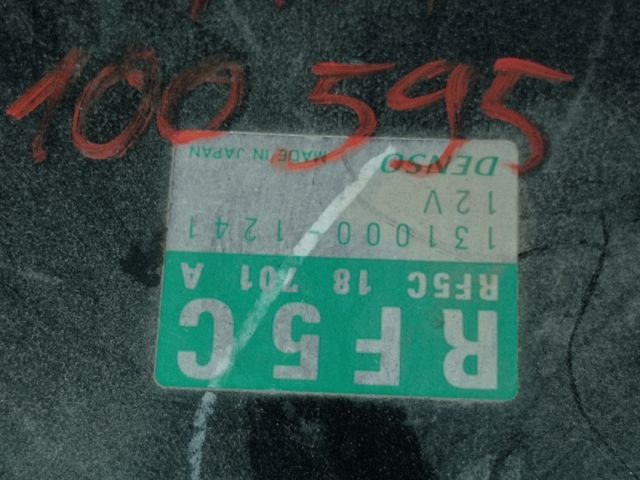 100 595
RF5C
RF5C 18 701 A
131000-1241
12V
DENSO MADE IN JAPAN